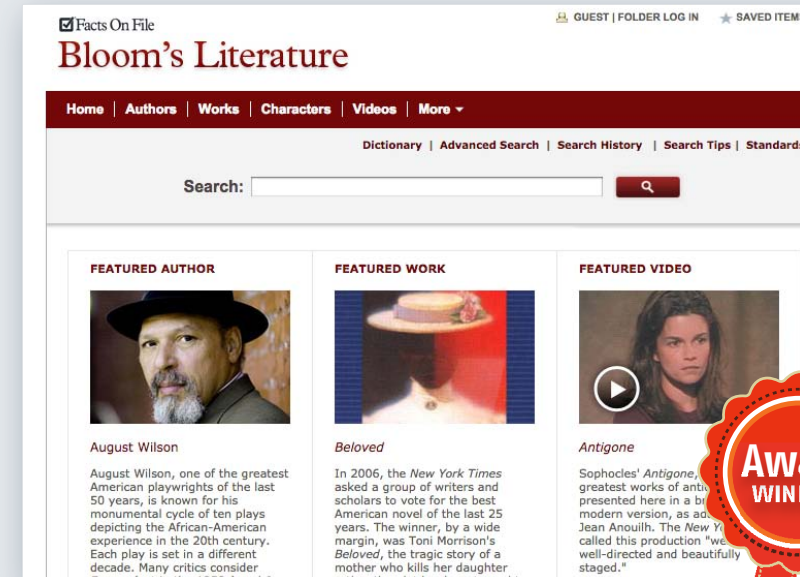 Facts On File
Bloom's Literature
GUEST | FOLDER LOG IN
SAVED ITEM
Home | Authors | Works | Characters | Videos | More
Dictionary | Advanced Search | Search History | Search Tips | Standards
Search:
FEATURED AUTHOR
August Wilson
August Wilson, one of the greatest
American playwrights of the last
50 years, is known for his
monumental cycle of ten plays
depicting the African-American
experience in the 20th century.
Each play is set in a different
decade. Many critics consider
FEATURED WORK
Beloved
In 2006, the New York Times
asked a group of writers and
scholars to vote for the best
American novel of the last 25
years. The winner, by a wide
margin, was Toni Morrison's
Beloved, the tragic story of a
mother who kills her daughter
FEATURED VIDEO
Antigone
Sophocles' Antigone,
greatest works of
presented here in a
modern version, as
Jean Anouilh. The New
called this production
well-directed and beautifully
staged."